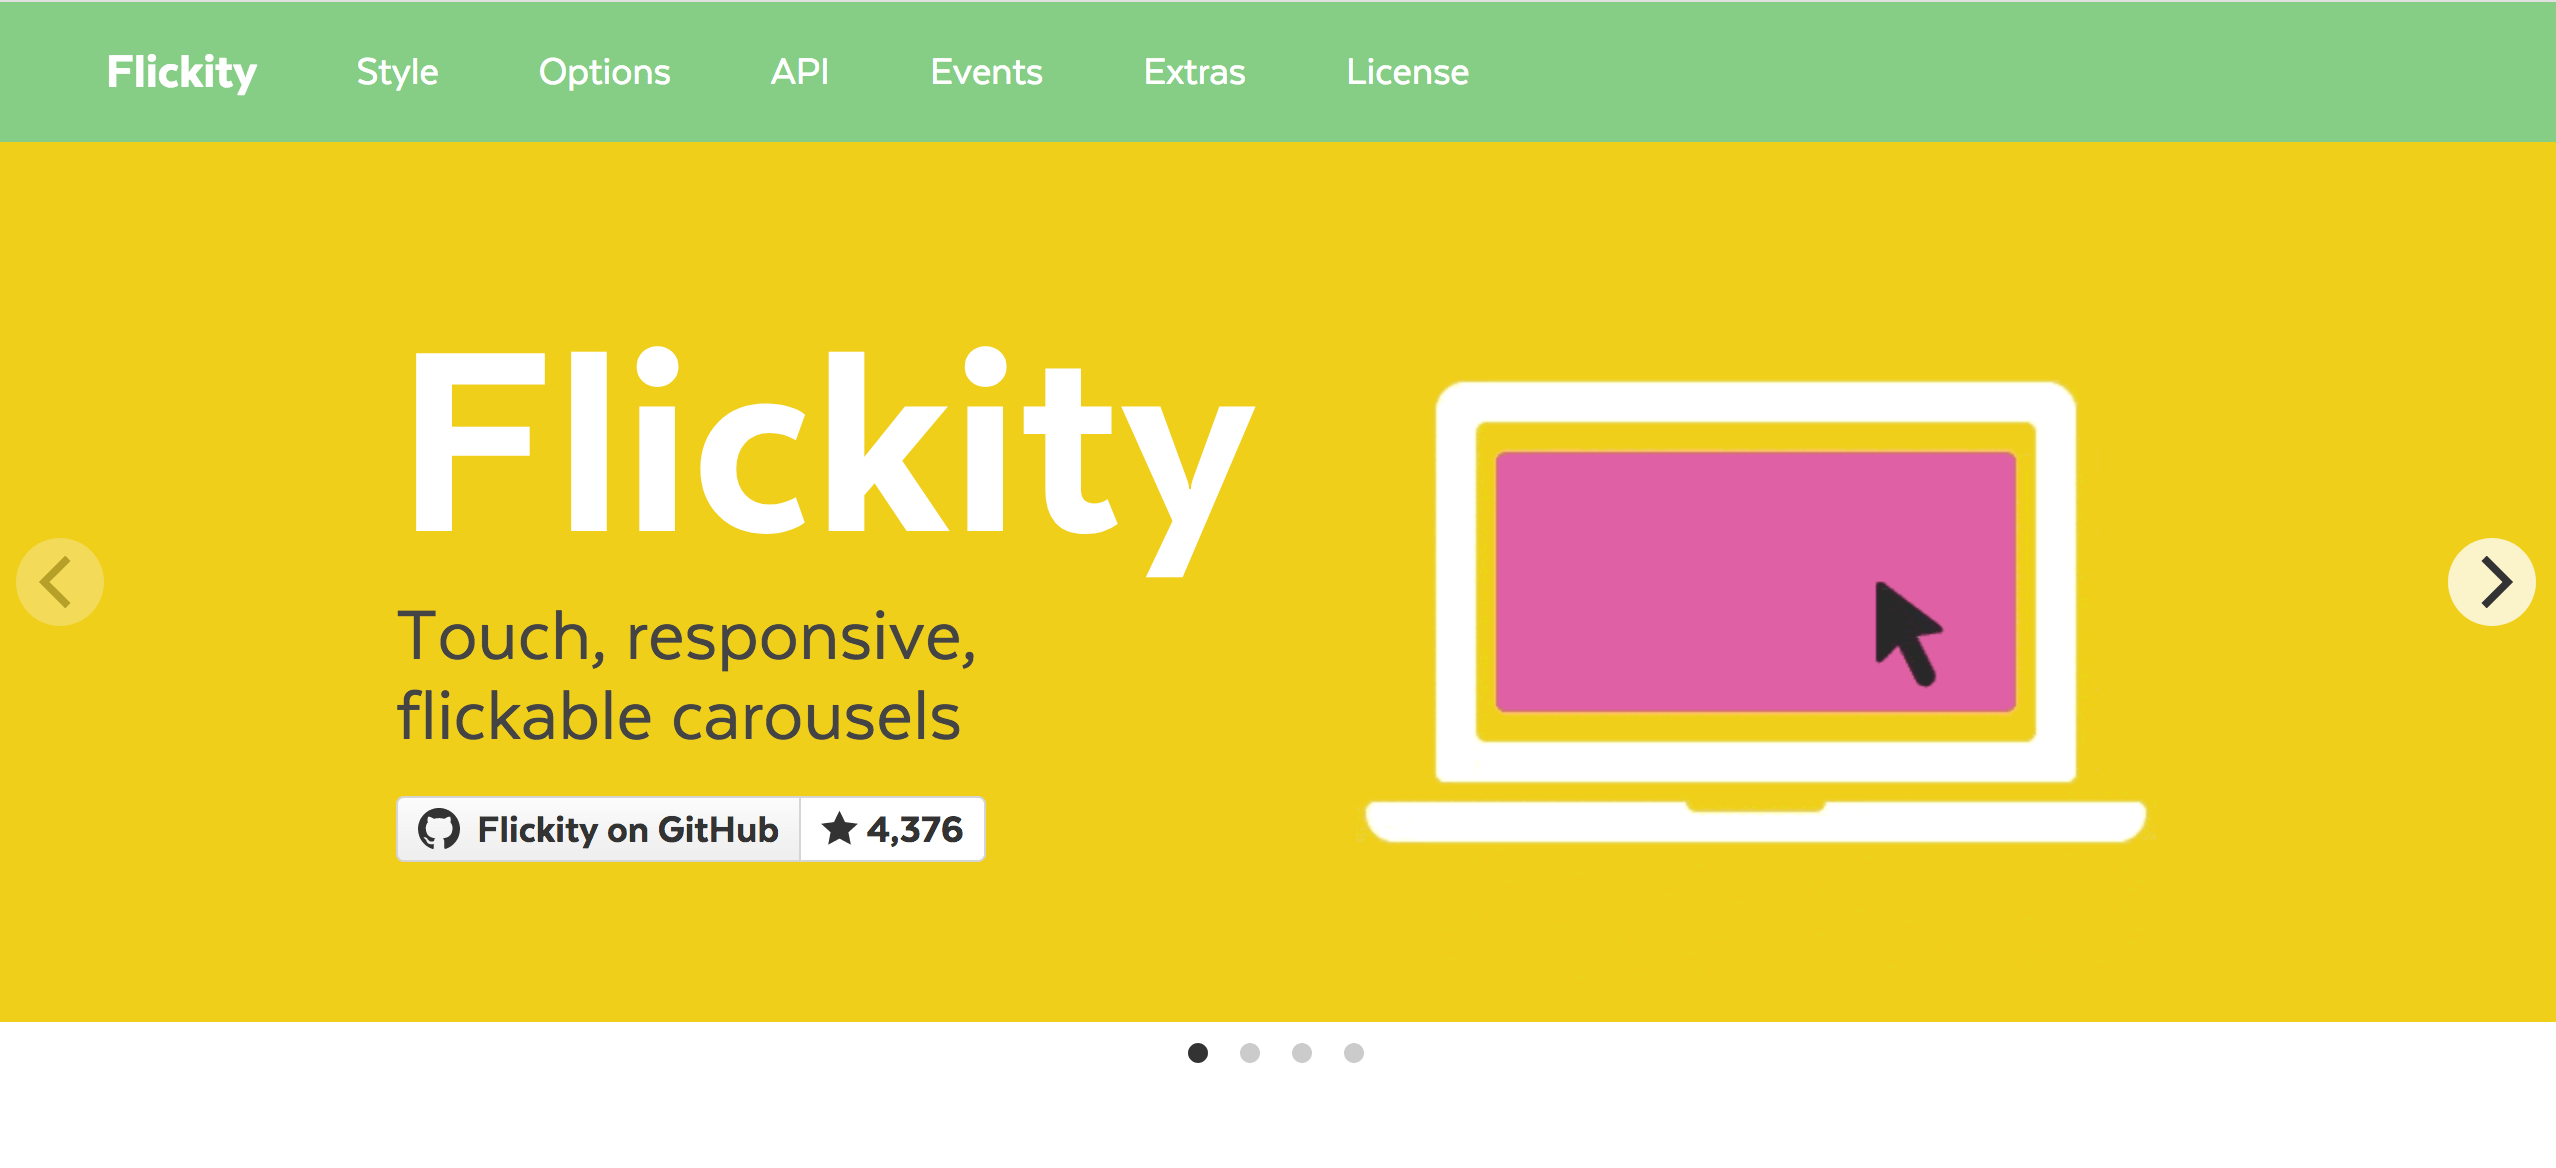 Flickity Style Options API Events Extras License
Flickity
Touch, responsive,
flickable carousels
Flickity on GitHub 4,376